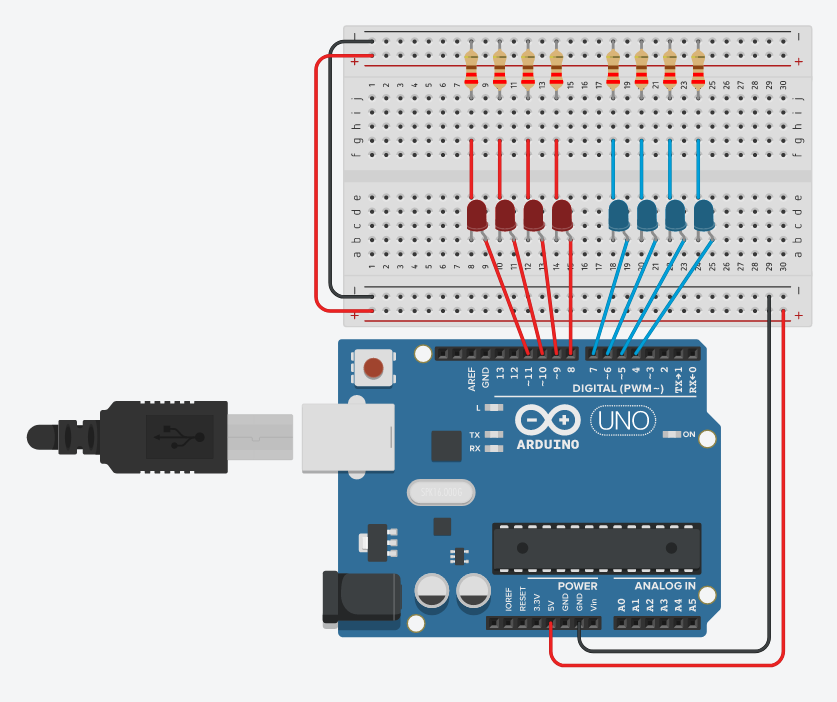 − −
+ +
1 2 3 4 5 6 7 8 9 10 11 12 13 14 15 16 17 18 19 20 21 22 23 24 25 26 27 28 29 30
j j
i i
h h
g g
f f
e e
d d
c c
b b
a a
1 2 3 4 5 6 7 8 9 10 11 12 13 14 15 16 17 18 19 20 21 22 23 24 25 26 27 28 29 30
− −
+ +
AREF GND 13 12 ~11 ~10 ~9 8 7 ~6 ~5 4 ~3 2 TX→1 RX←0
DIGITAL (PWM~)
L
TX
RX
UNO
ARDUINO
ON
POWER ANALOG IN
IOREF RESET 3.3V 5V GND GND Vin A0 A1 A2 A3 A4 A5